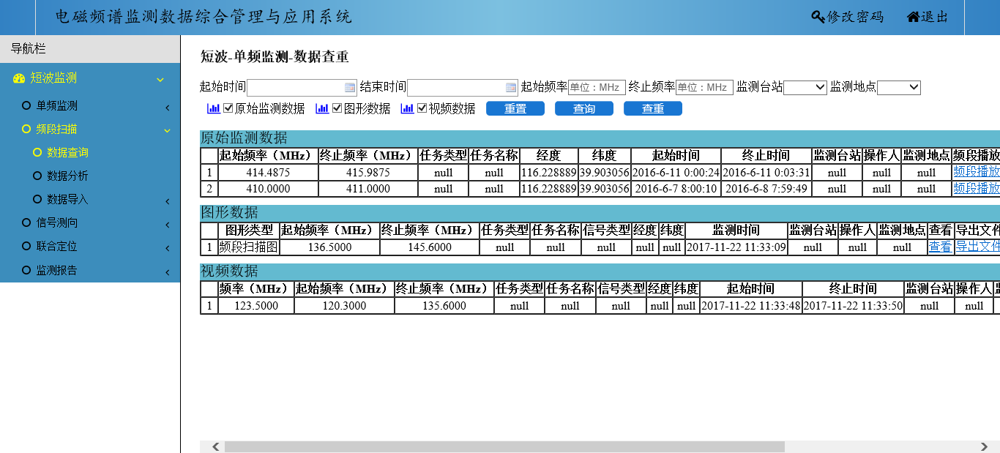 电磁频谱监测数据综合管理与应用系统 修改密码 退出
导航栏
短波监测
单频监测
频段扫描
数据查询
数据分析
数据导入
信号测向
联合定位
监测报告
短波-单频监测-数据查重
起始时间 结束时间 起始频率 单位：MHz 终止频率 单位：MHz 监测台站 监测地点
原始监测数据 图形数据 视频数据 重置 查询 查重
原始监测数据
起始频率（MHz） 终止频率（MHz） 任务类型 任务名称 经度 纬度 起始时间 终止时间 监测台站 操作人 监测地点 频段播放
1 414.4875 415.9875 null null 116.228889 39.903056 2016-6-11 0:00:24 2016-6-11 0:03:31 null null null 频段播放
2 410.0000 411.0000 null null 116.228889 39.903056 2016-6-7 8:00:10 2016-6-8 7:59:49 null null null 频段播放
图形数据
图形类型 起始频率（MHz） 终止频率（MHz） 任务类型 任务名称 信号类型 经度 纬度 监测时间 监测台站 操作人 监测地点 查看 导出文件
1 频段扫描图 136.5000 145.6000 null null null null null 2017-11-22 11:33:09 null null null 查看 导出文件
视频数据
频率（MHz） 起始频率（MHz） 终止频率（MHz） 任务类型 任务名称 信号类型 经度 纬度 起始时间 终止时间 监测台站 操作人
1 123.5000 120.3000 135.6000 null null null null null 2017-11-22 11:33:48 2017-11-22 11:33:50 null null